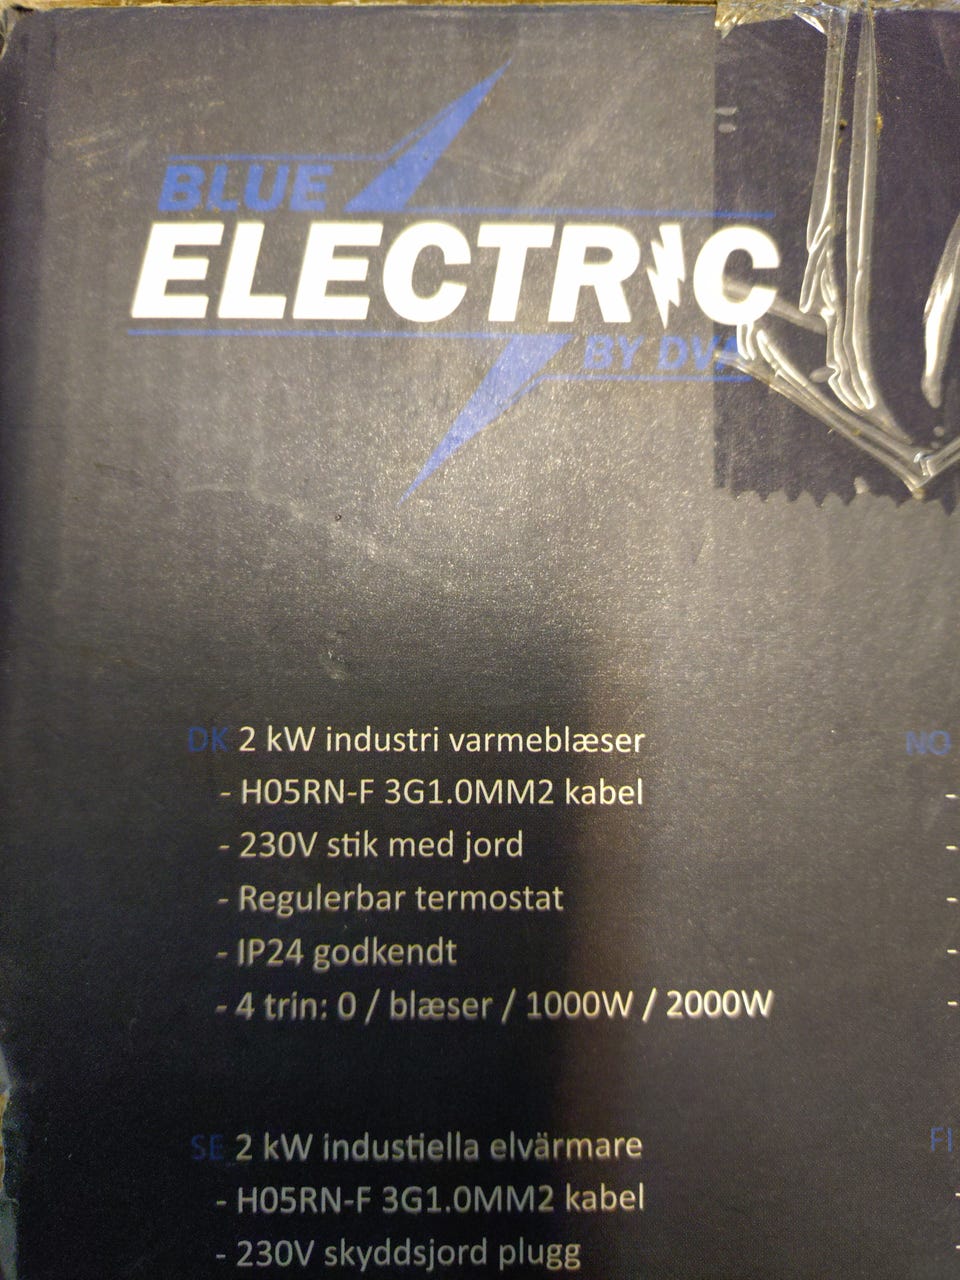 BLUE
ELECTRIC
BY DVA
DK 2 kW industri varmeblæser
- H05RN-F 3G1.0MM2 kabel
- 230V stik med jord
- Regulerbar termostat
- IP24 godkendt
- 4 trin: 0 / blæser / 1000W / 2000W
NO
-
-
-
-
-
SE 2 kW industiella elvärmare
- H05RN-F 3G1.0MM2 kabel
- 230V skyddsjord plugg
FI
-
-